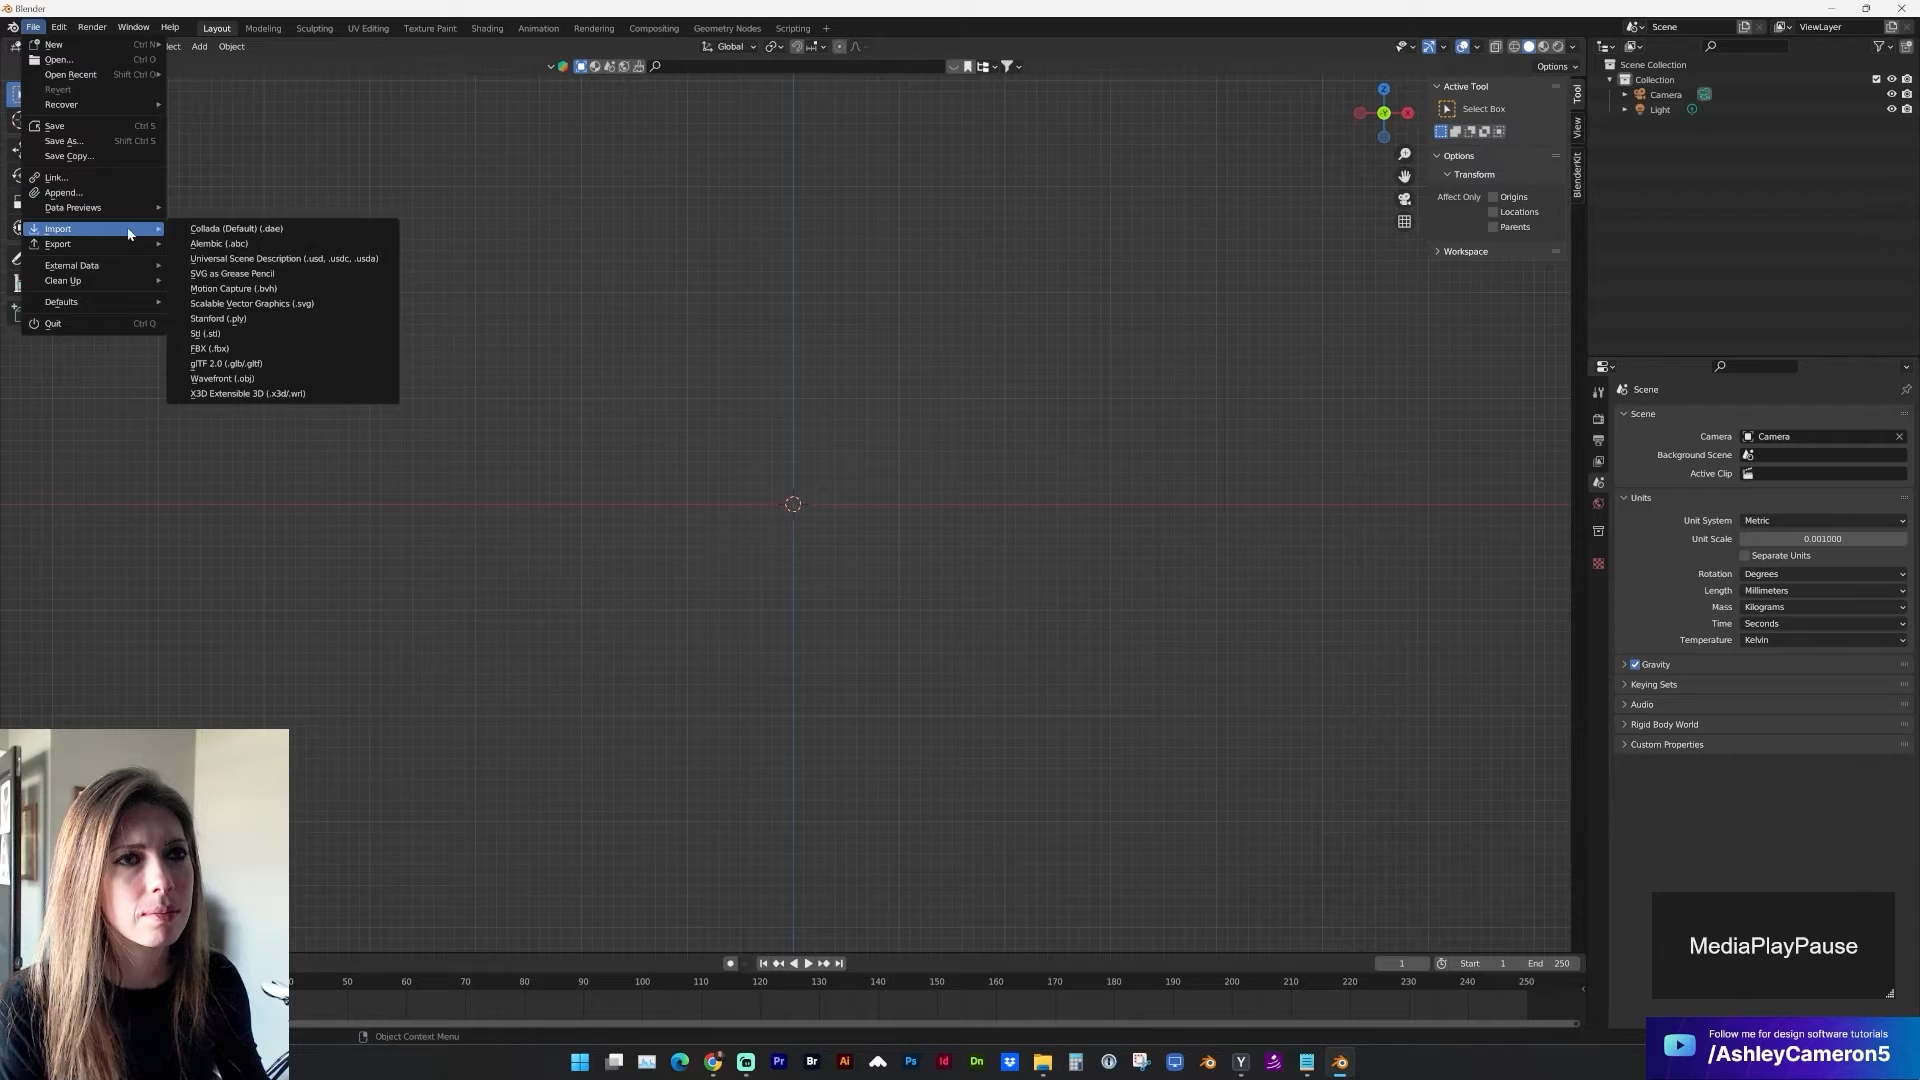 Blender
File Edit Render Window Help Layout Modeling Sculpting UV Editing Texture Paint Shading Animation Rendering Compositing Geometry Nodes Scripting + Scene ViewLayer
New Ctrl N
Open... Ctrl O
Open Recent Shift Ctrl O
Revert
Recover
Save Ctrl S
Save As... Shift Ctrl S
Save Copy...
Link...
Append...
Data Previews
Import
Export
External Data
Clean Up
Defaults
Quit Ctrl Q
Add Object Global
Options
Collada (Default) (.dae)
Alembic (.abc)
Universal Scene Description (.usd, .usdc, .usda)
SVG as Grease Pencil
Motion Capture (.bvh)
Scalable Vector Graphics (.svg)
Stanford (.ply)
Stl (.stl)
FBX (.fbx)
glTF 2.0 (.glb/.gltf)
Wavefront (.obj)
X3D Extensible 3D (.x3d/.wrl)
Z
X
Active Tool
Select Box
Options
Transform
Affect Only Origins
Locations
Parents
Workspace
Tool
View
BlenderKit
Scene Collection
Collection
Camera
Light
Scene
Scene
Camera Camera
Background Scene
Active Clip
Units
Unit System Metric
Unit Scale 0.001000
Separate Units
Rotation Degrees
Length Millimeters
Mass Kilograms
Time Seconds
Temperature Kelvin
Gravity
Keying Sets
Audio
Rigid Body World
Custom Properties
1 Start 1 End 250
50 60 70 80 90 100 110 120 130 140 150 160 170 180 190 200 210 220 230 240 250
Object Context Menu
Pr Br Ai Ps Id Dn
MediaPlayPause
Follow me for design software tutorials
/AshleyCameron5